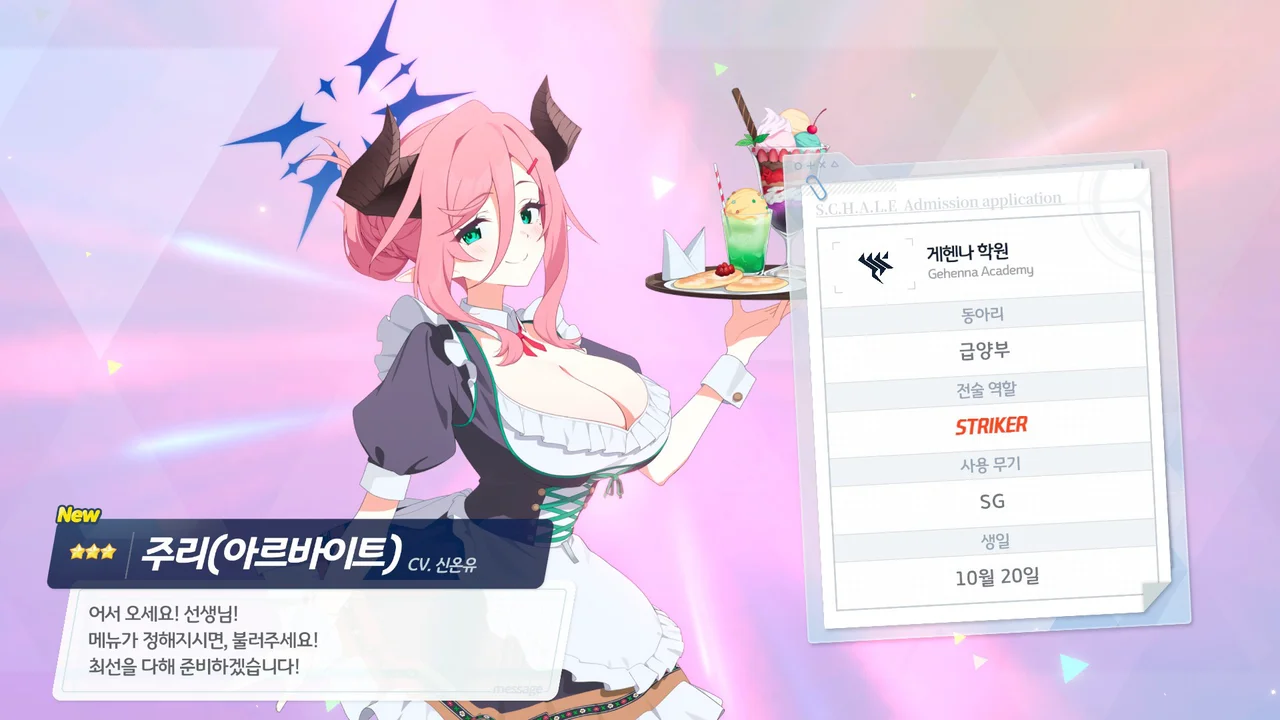 New
주리(아르바이트) CV. 신온유
어서 오세요! 선생님!
메뉴가 정해지시면, 불러주세요!
최선을 다해 준비하겠습니다!
message
S.C.H.A.L.E Admission application
게헨나 학원
Gehenna Academy
동아리
급양부
전술 역할
STRIKER
사용 무기
SG
생일
10월 20일